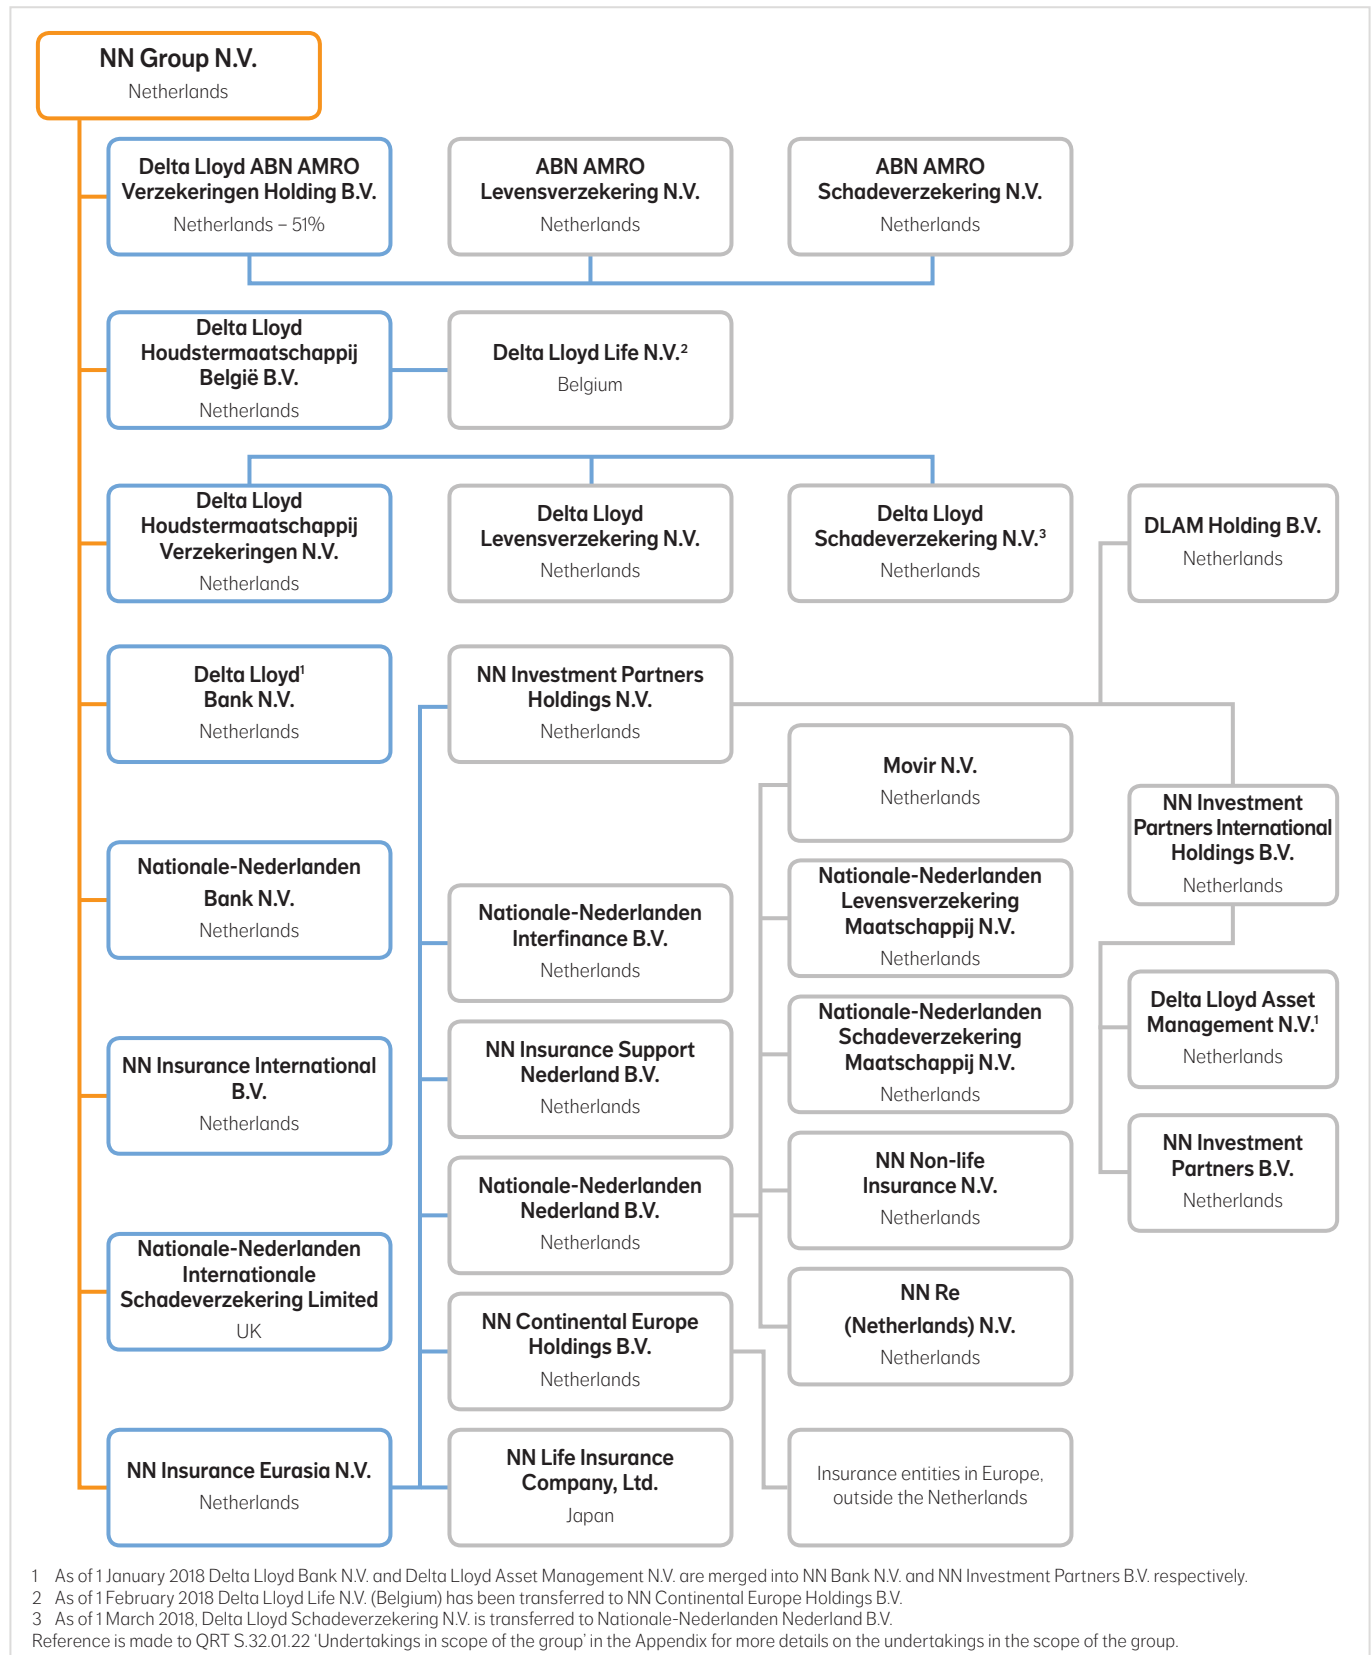 NN Group N.V.
Netherlands
Delta Lloyd ABN AMRO
Verzekeringen Holding B.V.
Netherlands – 51%
ABN AMRO
Levensverzekering N.V.
Netherlands
ABN AMRO
Schadeverzekering N.V.
Netherlands
Delta Lloyd
Houdstermaatschappij
België B.V.
Netherlands
Delta Lloyd Life N.V.²
Belgium
Delta Lloyd
Houdstermaatschappij
Verzekeringen N.V.
Netherlands
Delta Lloyd
Levensverzekering N.V.
Netherlands
Delta Lloyd
Schadeverzekering N.V.³
Netherlands
DLAM Holding B.V.
Netherlands
Delta Lloyd¹
Bank N.V.
Netherlands
NN Investment Partners
Holdings N.V.
Netherlands
Movir N.V.
Netherlands
NN Investment
Partners International
Holdings B.V.
Netherlands
Nationale-Nederlanden
Bank N.V.
Netherlands
Nationale-Nederlanden
Interfinance B.V.
Netherlands
Nationale-Nederlanden
Levensverzekering
Maatschappij N.V.
Netherlands
Delta Lloyd Asset
Management N.V.¹
Netherlands
NN Insurance International
B.V.
Netherlands
NN Insurance Support
Nederland B.V.
Netherlands
Nationale-Nederlanden
Schadeverzekering
Maatschappij N.V.
Netherlands
NN Investment
Partners B.V.
Netherlands
Nationale-Nederlanden
Nederland B.V.
Netherlands
NN Non-life
Insurance N.V.
Netherlands
Nationale-Nederlanden
Internationale
Schadeverzekering Limited
UK
NN Continental Europe
Holdings B.V.
Netherlands
NN Re
(Netherlands) N.V.
Netherlands
NN Insurance Eurasia N.V.
Netherlands
NN Life Insurance
Company, Ltd.
Japan
Insurance entities in Europe,
outside the Netherlands
1 As of 1 January 2018 Delta Lloyd Bank N.V. and Delta Lloyd Asset Management N.V. are merged into NN Bank N.V. and NN Investment Partners B.V. respectively.
2 As of 1 February 2018 Delta Lloyd Life N.V. (Belgium) has been transferred to NN Continental Europe Holdings B.V.
3 As of 1 March 2018, Delta Lloyd Schadeverzekering N.V. is transferred to Nationale-Nederlanden Nederland B.V.
Reference is made to QRT S.32.01.22 ‘Undertakings in scope of the group’ in the Appendix for more details on the undertakings in the scope of the group.